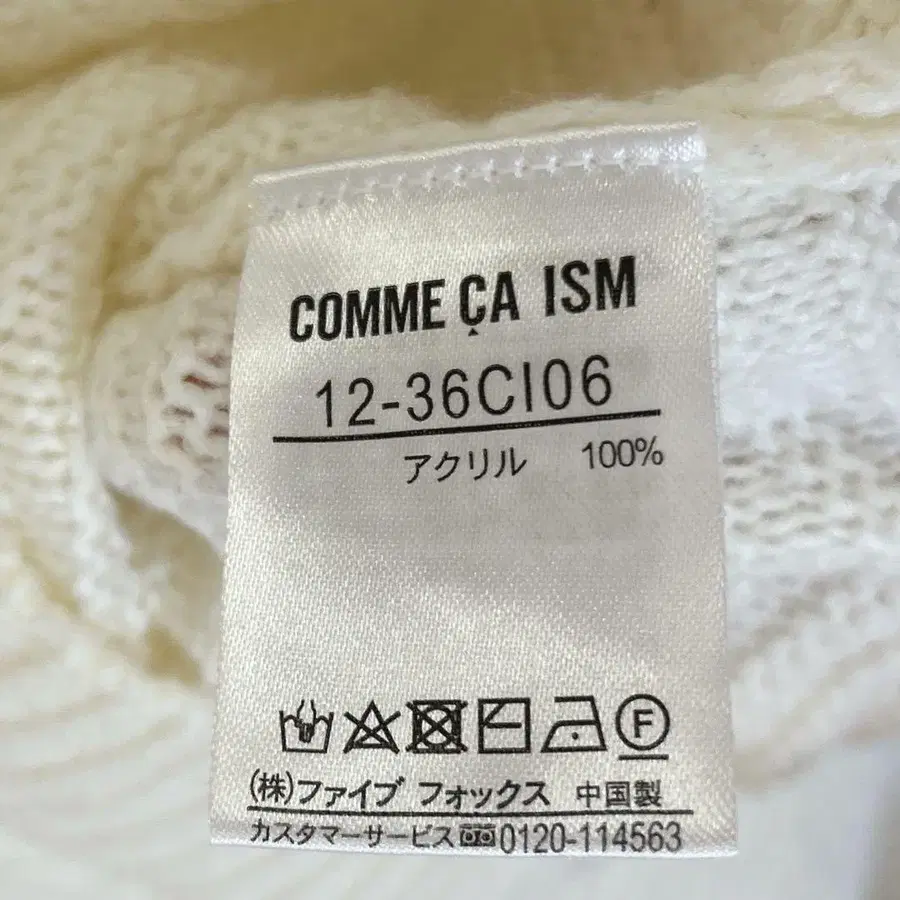 COMME ÇA ISM
12-36CI06
アクリル 100%
F
(株)ファイブ フォックス 中国製
カスタマーサービス 0120-114563